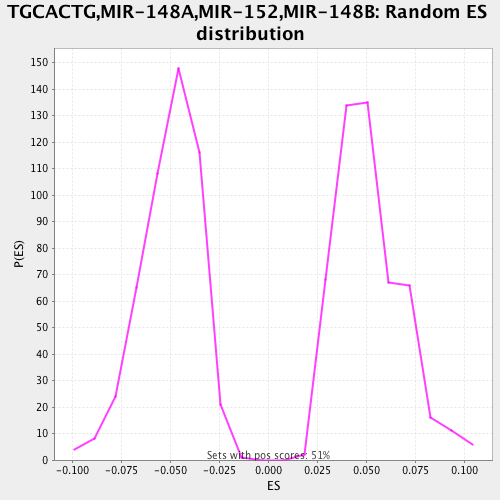 TGCACTG,MIR-148A,MIR-152,MIR-148B: Random ES
distribution
150
140
130
120
110
100
90
80
70
60
50
40
30
20
10
0
P(ES)
Sets with pos scores: 51%
-0.100 -0.075 -0.050 -0.025 0.000 0.025 0.050 0.075 0.100
ES